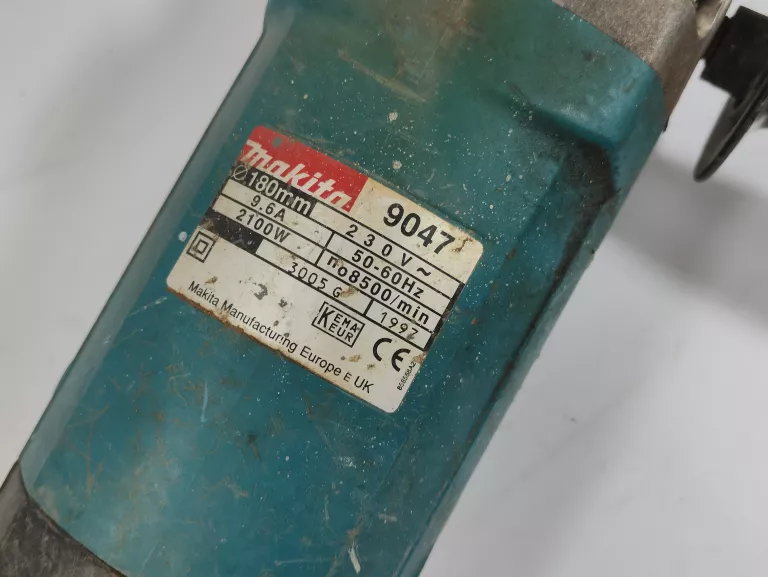 makita
9047
Ø 180mm 230V~
9.6A 50-60Hz
2100W no8500/min
3005 G 1997
KEMA
KEUR
CE
Makita Manufacturing Europe E UK